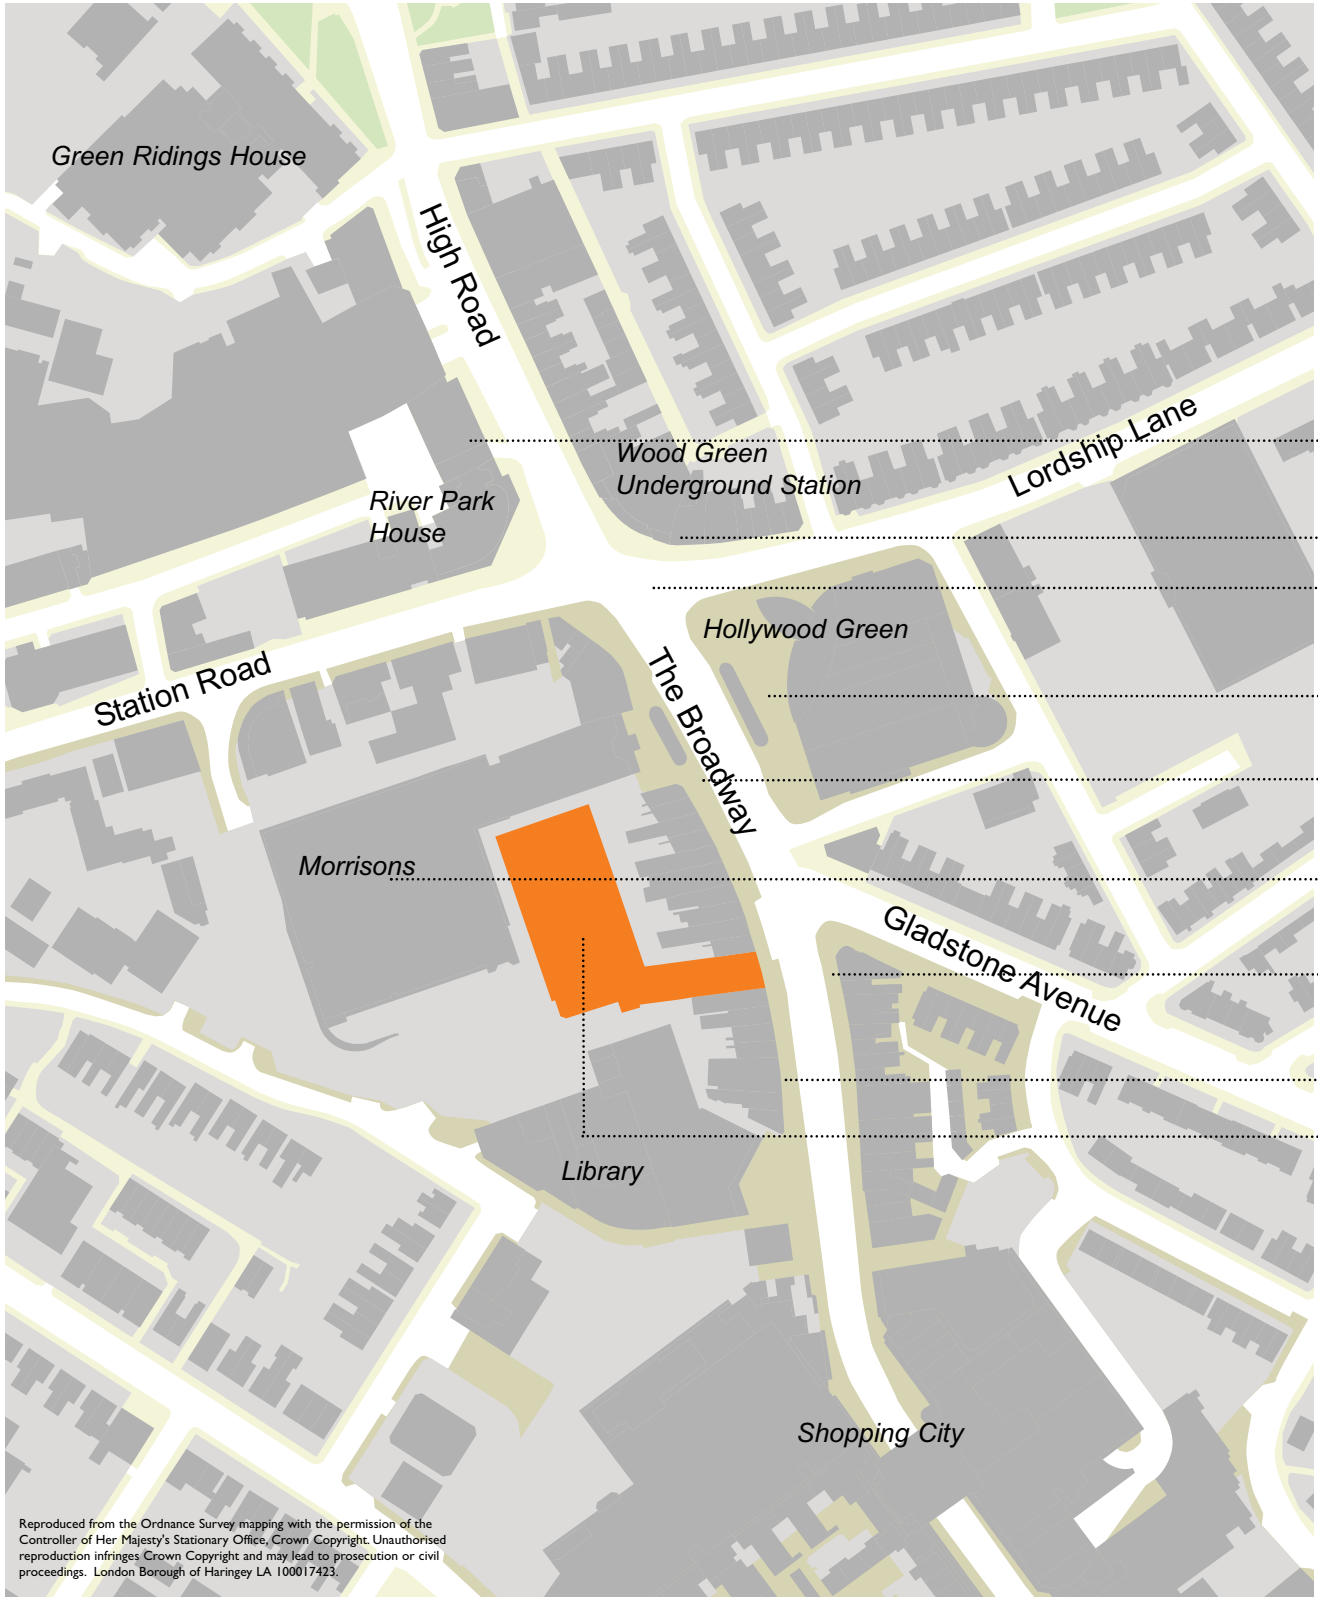 Green Ridings House
High Road
Wood Green
Underground Station
Lordship Lane
River Park
House
Hollywood Green
Station Road
The Broadway
Morrisons
Gladstone Avenue
Library
Shopping City
Reproduced from the Ordnance Survey mapping with the permission of the
Controller of Her Majesty's Stationary Office, Crown Copyright. Unauthorised
reproduction infringes Crown Copyright and may lead to prosecution or civil
proceedings. London Borough of Haringey LA 100017423.